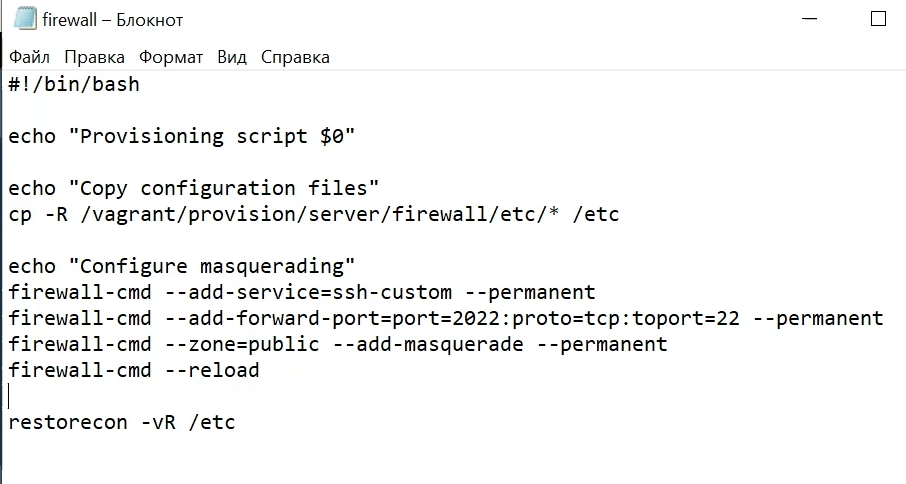 firewall – Блокнот
Файл Правка Формат Вид Справка
#!/bin/bash
echo "Provisioning script $0"
echo "Copy configuration files"
cp -R /vagrant/provision/server/firewall/etc/* /etc
echo "Configure masquerading"
firewall-cmd --add-service=ssh-custom --permanent
firewall-cmd --add-forward-port=port=2022:proto=tcp:toport=22 --permanent
firewall-cmd --zone=public --add-masquerade --permanent
firewall-cmd --reload
restorecon -vR /etc